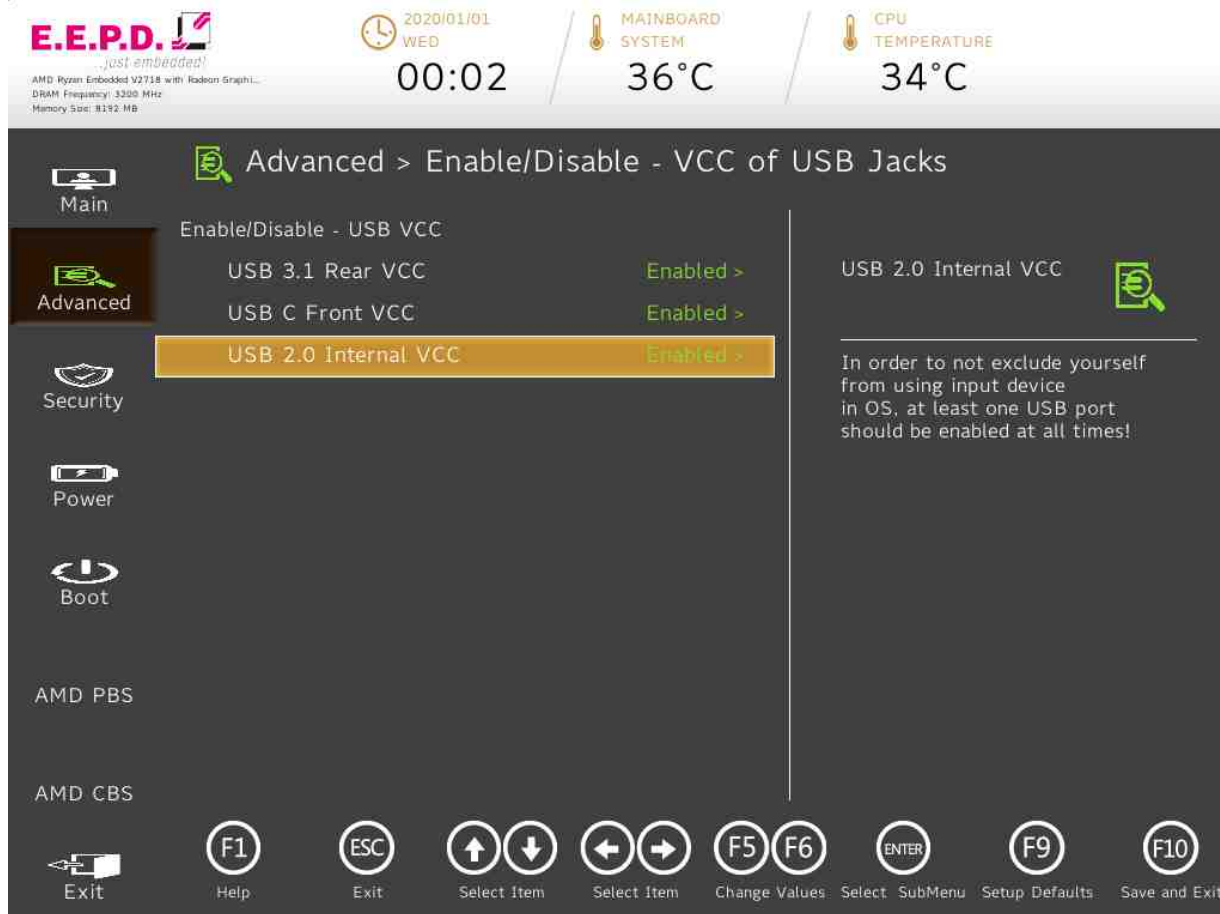 E.E.P.D.
...just embedded!
AMD Ryzen Embedded V2718 with Radeon Graphi...
DRAM Frequency: 3200 MHz
Memory Size: 8192 MB
2020/01/01
WED
00:02
MAINBOARD
SYSTEM
36°C
CPU
TEMPERATURE
34°C
Main
Advanced
Security
Power
Boot
AMD PBS
AMD CBS
Exit
Advanced > Enable/Disable - VCC of USB Jacks
Enable/Disable - USB VCC
USB 3.1 Rear VCC Enabled >
USB C Front VCC Enabled >
USB 2.0 Internal VCC Enabled >
USB 2.0 Internal VCC
In order to not exclude yourself
from using input device
in OS, at least one USB port
should be enabled at all times!
F1
Help
ESC
Exit
Select Item
Select Item
F5 F6
Change Values
ENTER
Select SubMenu
F9
Setup Defaults
F10
Save and Exit